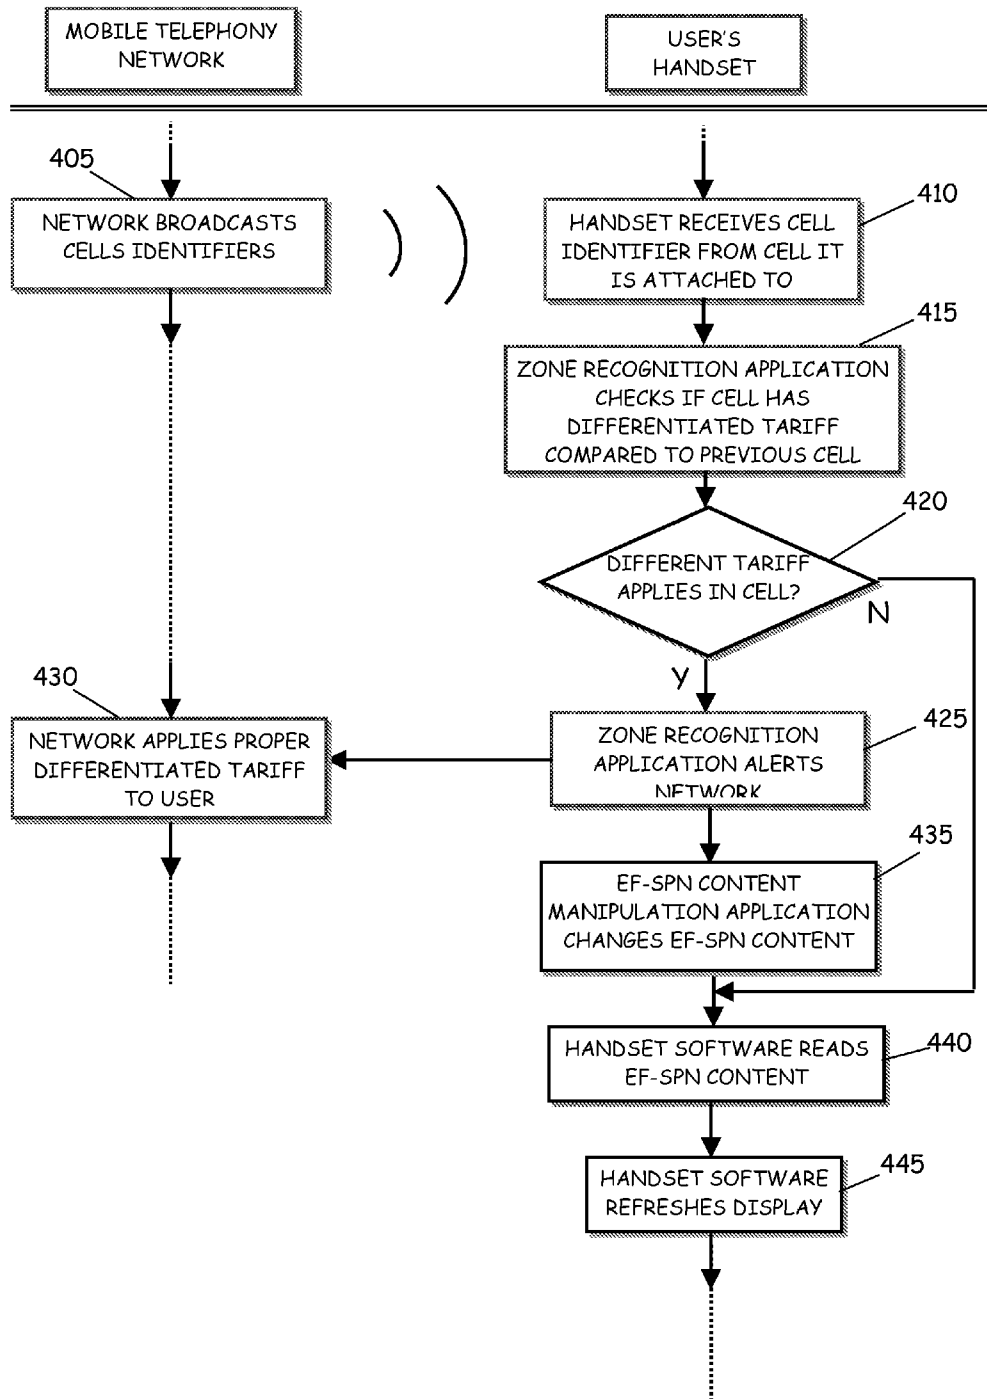 MOBILE TELEPHONY
NETWORK
USER'S
HANDSET
405
NETWORK BROADCASTS
CELLS IDENTIFIERS
410
HANDSET RECEIVES CELL
IDENTIFIER FROM CELL IT
IS ATTACHED TO
415
ZONE RECOGNITION APPLICATION
CHECKS IF CELL HAS
DIFFERENTIATED TARIFF
COMPARED TO PREVIOUS CELL
420
DIFFERENT TARIFF
APPLIES IN CELL?
N
Y
430
NETWORK APPLIES PROPER
DIFFERENTIATED TARIFF
TO USER
425
ZONE RECOGNITION
APPLICATION ALERTS
NETWORK
435
EF-SPN CONTENT
MANIPULATION APPLICATION
CHANGES EF-SPN CONTENT
440
HANDSET SOFTWARE READS
EF-SPN CONTENT
445
HANDSET SOFTWARE
REFRESHES DISPLAY